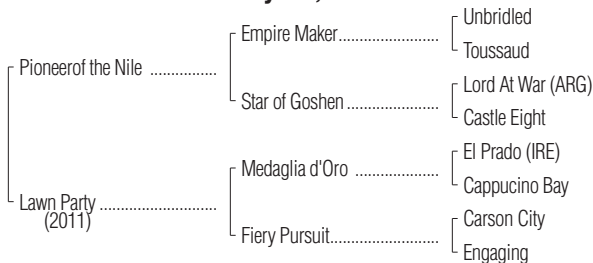 Unbridled
Empire Maker....................
Toussaud
Pioneerof the Nile ..............
Lord At War (ARG)
Star of Goshen ..................
Castle Eight
El Prado (IRE)
Medaglia d'Oro .................
Cappucino Bay
Lawn Party ........................
(2011)
Carson City
Fiery Pursuit......................
Engaging